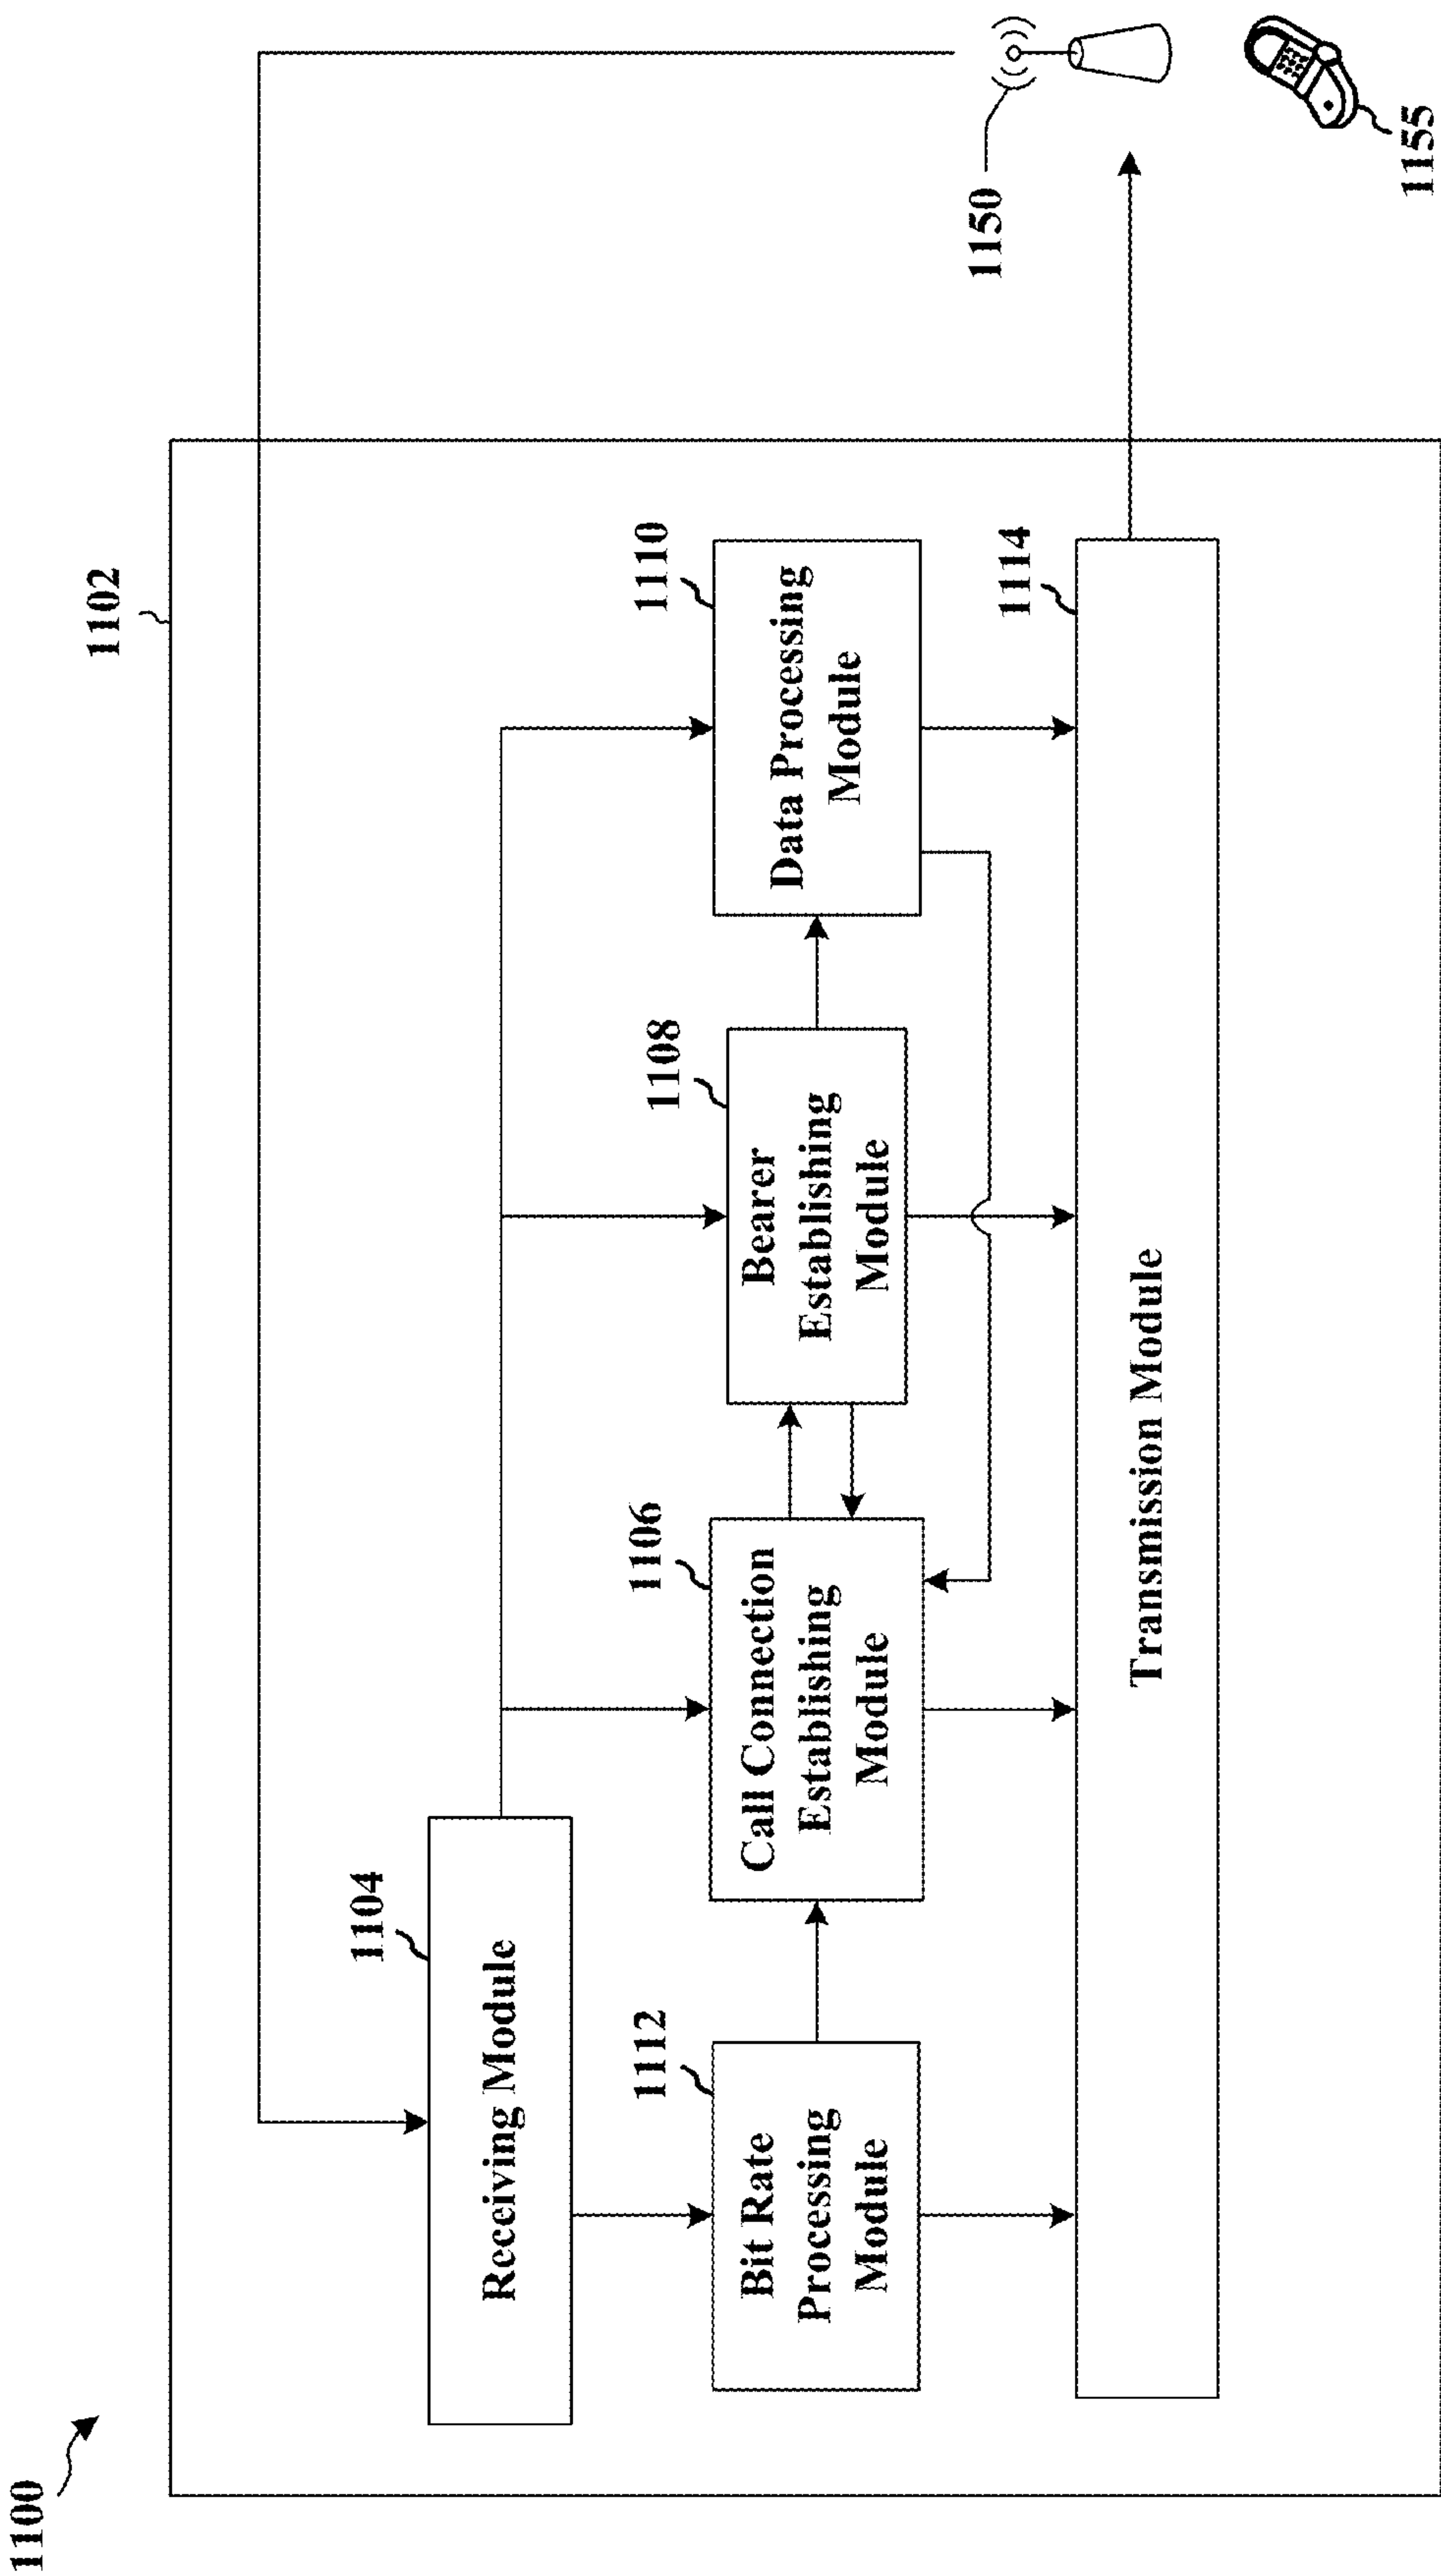 1100
1102
1104
Receiving Module
1112
Bit Rate
Processing
Module
1106
Call Connection
Establishing
Module
1108
Bearer
Establishing
Module
1110
Data Processing
Module
1114
Transmission Module
1150
1155